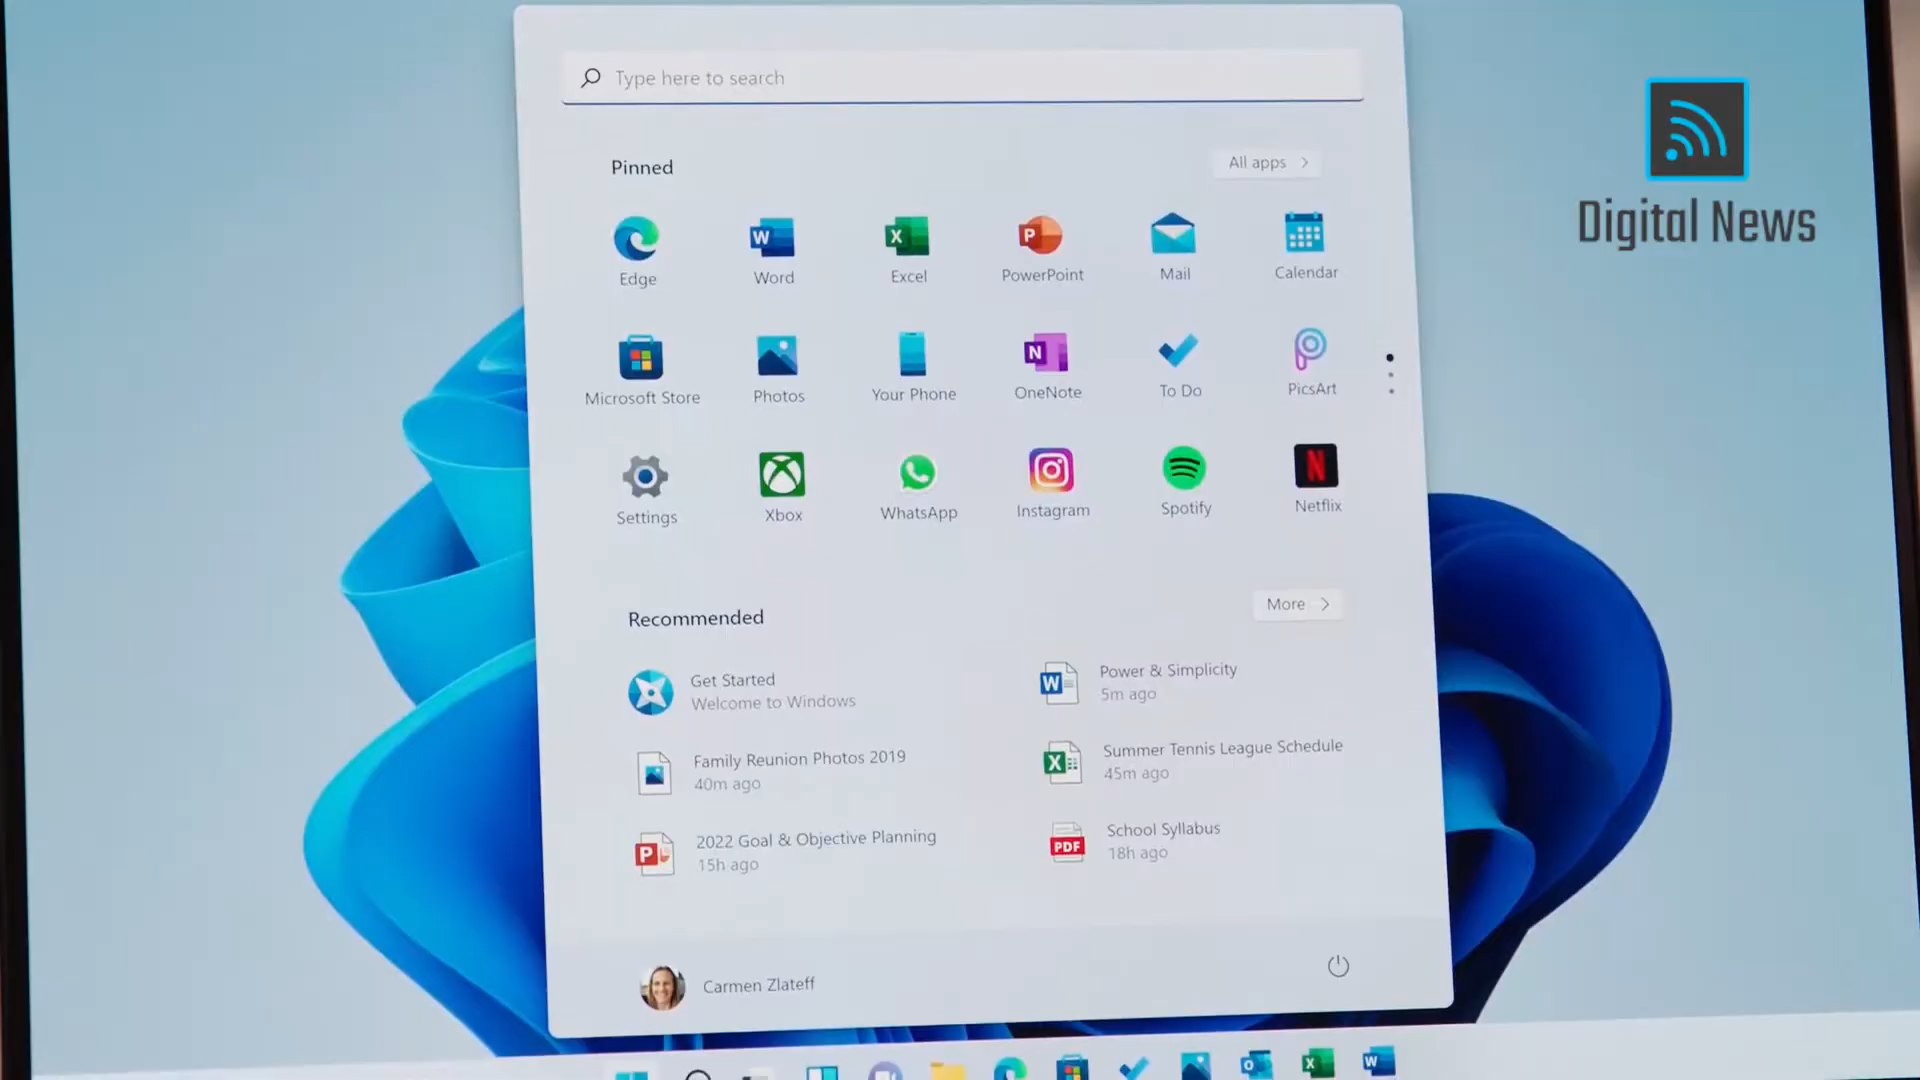 Type here to search
Digital News
Pinned
All apps
Edge
Word
Excel
PowerPoint
Mail
Calendar
Microsoft Store
Photos
Your Phone
OneNote
To Do
PicsArt
Settings
Xbox
WhatsApp
Instagram
Spotify
Netflix
Recommended
More
Get Started
Welcome to Windows
Power & Simplicity
5m ago
Family Reunion Photos 2019
40m ago
Summer Tennis League Schedule
45m ago
2022 Goal & Objective Planning
15h ago
PDF
School Syllabus
18h ago
Carmen Zlateff